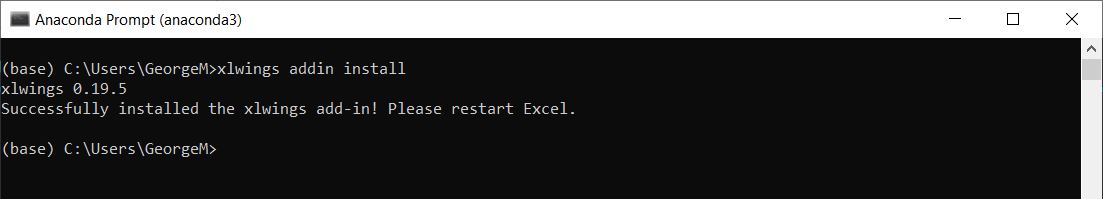 Anaconda Prompt (anaconda3)
(base) C:\Users\GeorgeM>xlwings addin install
xlwings 0.19.5
Successfully installed the xlwings add-in! Please restart Excel.
(base) C:\Users\GeorgeM>